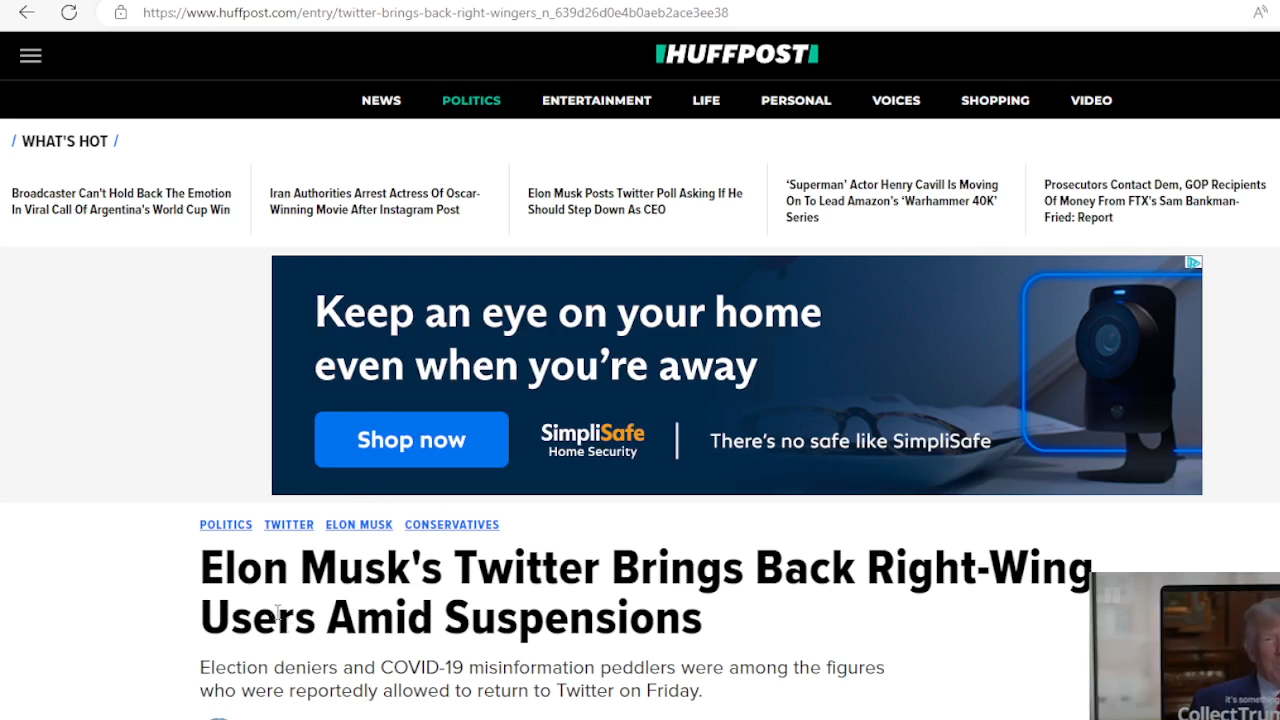 https://www.huffpost.com/entry/twitter-brings-back-right-wingers_n_639d26d0e4b0aeb2ace3ee38
HUFFPOST
NEWS POLITICS ENTERTAINMENT LIFE PERSONAL VOICES SHOPPING VIDEO
/ WHAT'S HOT /
Broadcaster Can't Hold Back The Emotion
In Viral Call Of Argentina's World Cup Win
Iran Authorities Arrest Actress Of Oscar-
Winning Movie After Instagram Post
Elon Musk Posts Twitter Poll Asking If He
Should Step Down As CEO
‘Superman’ Actor Henry Cavill Is Moving
On To Lead Amazon’s ‘Warhammer 40K’
Series
Prosecutors Contact Dem, GOP Recipients
Of Money From FTX's Sam Bankman-
Fried: Report
Keep an eye on your home
even when you’re away
Shop now
SimpliSafe
Home Security
There’s no safe like SimpliSafe
POLITICS TWITTER ELON MUSK CONSERVATIVES
Elon Musk's Twitter Brings Back Right-Wing
Users Amid Suspensions
Election deniers and COVID-19 misinformation peddlers were among the figures
who were reportedly allowed to return to Twitter on Friday.
it's